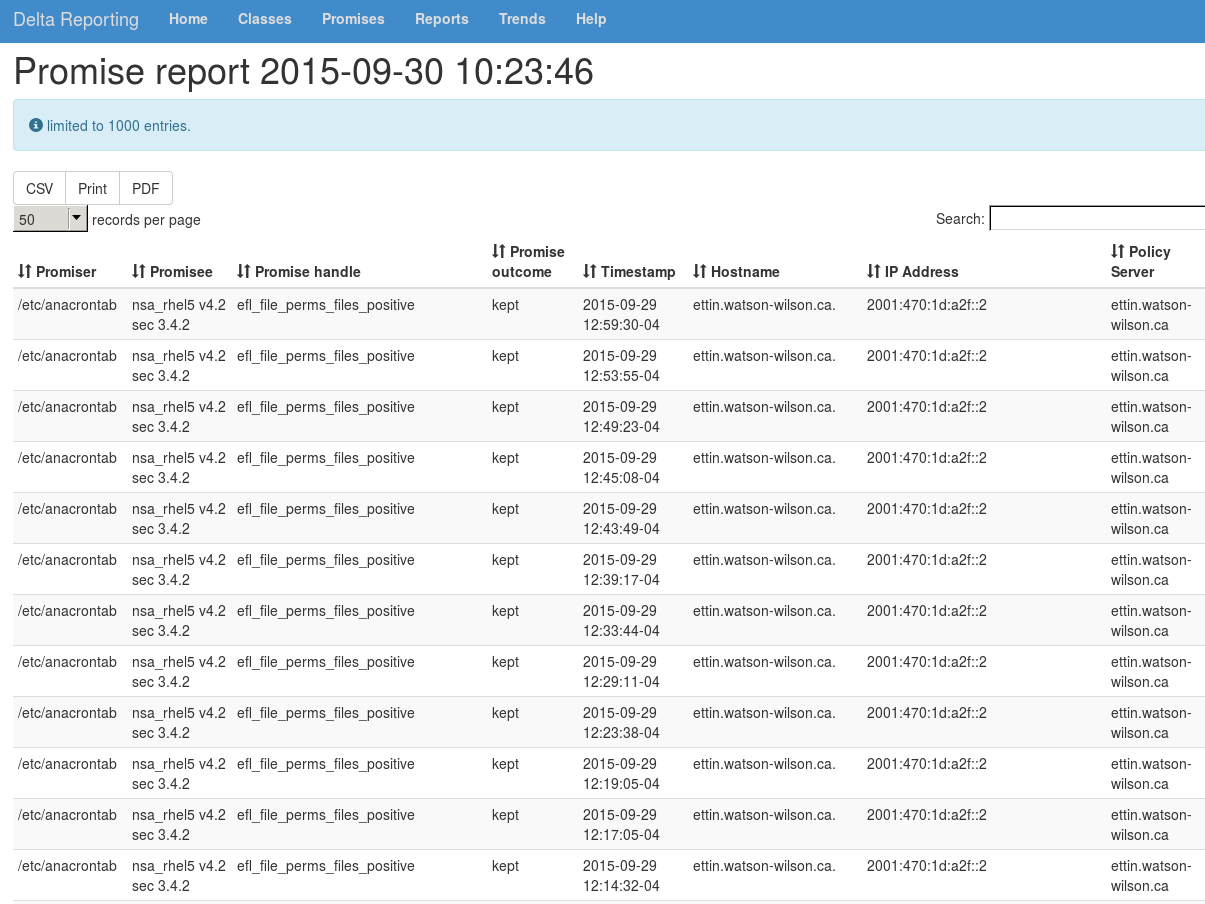 Delta Reporting Home Classes Promises Reports Trends Help
Promise report 2015-09-30 10:23:46
limited to 1000 entries.
CSV Print PDF
50 records per page Search:
Promise Policy
Promiser Promisee Promise handle outcome Timestamp Hostname IP Address Server
/etc/anacrontab nsa_rhel5 v4.2 efl_file_perms_files_positive kept 2015-09-29 ettin.watson-wilson.ca. 2001:470:1d:a2f::2 ettin.watson-
sec 3.4.2 12:59:30-04 wilson.ca
/etc/anacrontab nsa_rhel5 v4.2 efl_file_perms_files_positive kept 2015-09-29 ettin.watson-wilson.ca. 2001:470:1d:a2f::2 ettin.watson-
sec 3.4.2 12:53:55-04 wilson.ca
/etc/anacrontab nsa_rhel5 v4.2 efl_file_perms_files_positive kept 2015-09-29 ettin.watson-wilson.ca. 2001:470:1d:a2f::2 ettin.watson-
sec 3.4.2 12:49:23-04 wilson.ca
/etc/anacrontab nsa_rhel5 v4.2 efl_file_perms_files_positive kept 2015-09-29 ettin.watson-wilson.ca. 2001:470:1d:a2f::2 ettin.watson-
sec 3.4.2 12:45:08-04 wilson.ca
/etc/anacrontab nsa_rhel5 v4.2 efl_file_perms_files_positive kept 2015-09-29 ettin.watson-wilson.ca. 2001:470:1d:a2f::2 ettin.watson-
sec 3.4.2 12:43:49-04 wilson.ca
/etc/anacrontab nsa_rhel5 v4.2 efl_file_perms_files_positive kept 2015-09-29 ettin.watson-wilson.ca. 2001:470:1d:a2f::2 ettin.watson-
sec 3.4.2 12:39:17-04 wilson.ca
/etc/anacrontab nsa_rhel5 v4.2 efl_file_perms_files_positive kept 2015-09-29 ettin.watson-wilson.ca. 2001:470:1d:a2f::2 ettin.watson-
sec 3.4.2 12:33:44-04 wilson.ca
/etc/anacrontab nsa_rhel5 v4.2 efl_file_perms_files_positive kept 2015-09-29 ettin.watson-wilson.ca. 2001:470:1d:a2f::2 ettin.watson-
sec 3.4.2 12:29:11-04 wilson.ca
/etc/anacrontab nsa_rhel5 v4.2 efl_file_perms_files_positive kept 2015-09-29 ettin.watson-wilson.ca. 2001:470:1d:a2f::2 ettin.watson-
sec 3.4.2 12:23:38-04 wilson.ca
/etc/anacrontab nsa_rhel5 v4.2 efl_file_perms_files_positive kept 2015-09-29 ettin.watson-wilson.ca. 2001:470:1d:a2f::2 ettin.watson-
sec 3.4.2 12:19:05-04 wilson.ca
/etc/anacrontab nsa_rhel5 v4.2 efl_file_perms_files_positive kept 2015-09-29 ettin.watson-wilson.ca. 2001:470:1d:a2f::2 ettin.watson-
sec 3.4.2 12:17:05-04 wilson.ca
/etc/anacrontab nsa_rhel5 v4.2 efl_file_perms_files_positive kept 2015-09-29 ettin.watson-wilson.ca. 2001:470:1d:a2f::2 ettin.watson-
sec 3.4.2 12:14:32-04 wilson.ca